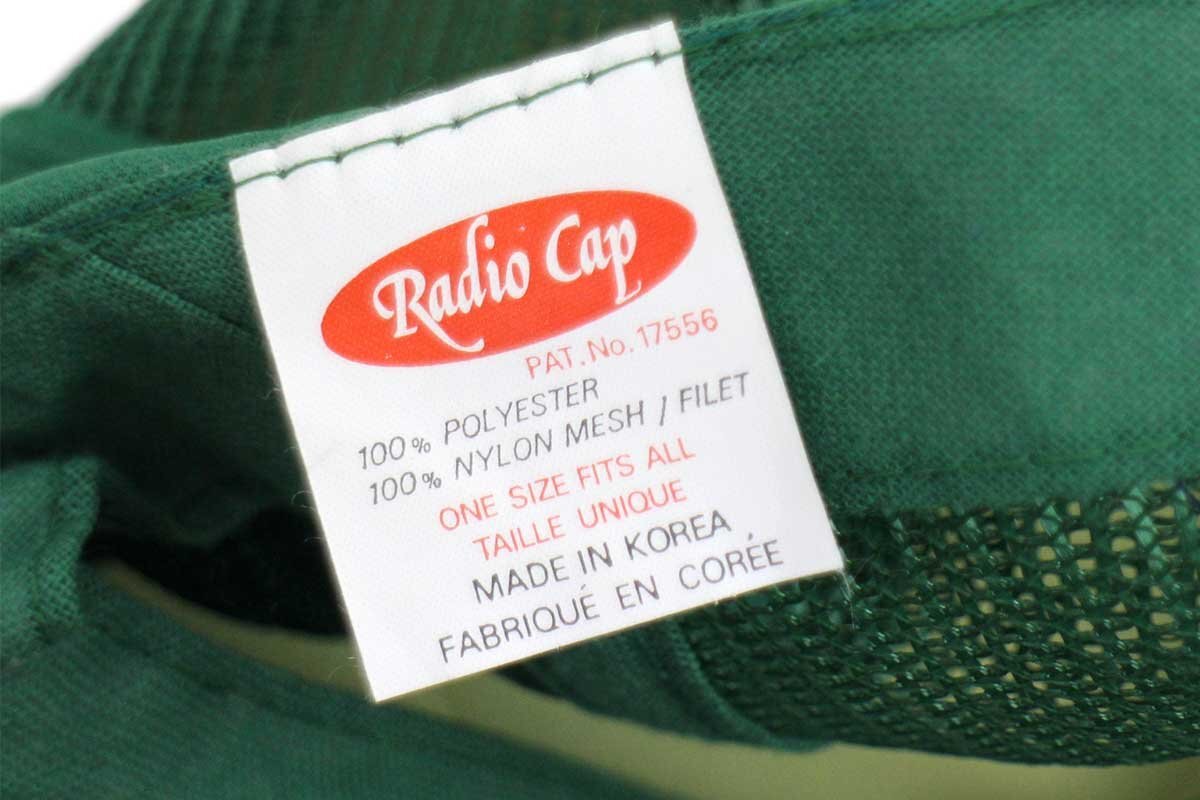 Radio Cap
PAT.No.17556
100% POLYESTER
100% NYLON MESH / FILET
ONE SIZE FITS ALL
TAILLE UNIQUE
MADE IN KOREA
FABRIQUÉ EN CORÉE